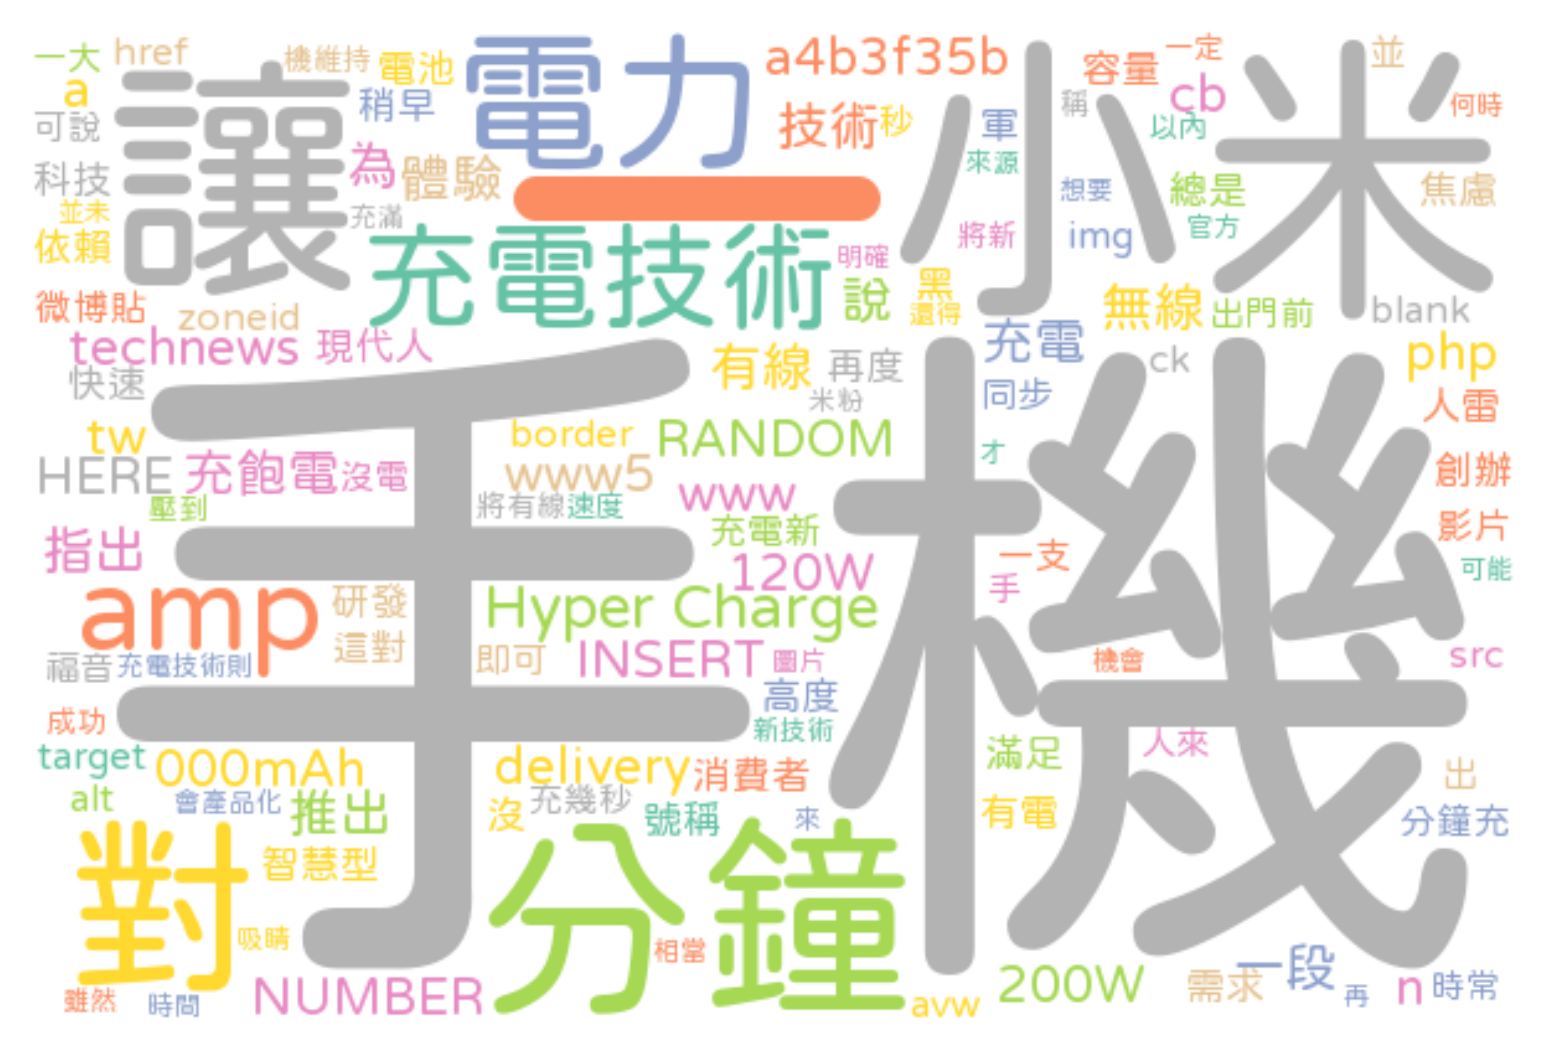 一大 href 機維持 電池 電力 a4b3f35b 小米 容量 一定 並
a 讓 稍早 技術 秒 軍 稱 cb 何時
可說 為 體驗 以內
科技 一 來源 想要 總是 焦慮
並未 充滿
依賴 充電技術 明確 將新 img 官方
微博貼 zoneid 說 黑 還得 無線 出門前 blank
technews 現代人 充電
快速 手機 有線 再度 ck php
米粉 同步 人雷
tw border RANDOM
HERE 充飽電 沒電 www5 www 才 創辦
壓到 將有線 速度 充電新 影片
指出 120W 一支 可能
amp 研發 Hyper Charge 手
這對 即可 INSERT 圖片 機會 src
福音 充電技術則 高度
成功 新技術
target 000mAh delivery 消費者 滿足 人來 出
alt 會產品化 推出 沒 充幾秒 號稱 來 有電 分鐘充
對 智慧型 分鐘
吸睛 相當
雖然 時間 NUMBER avw 200W 需求 一段 再 n 時常